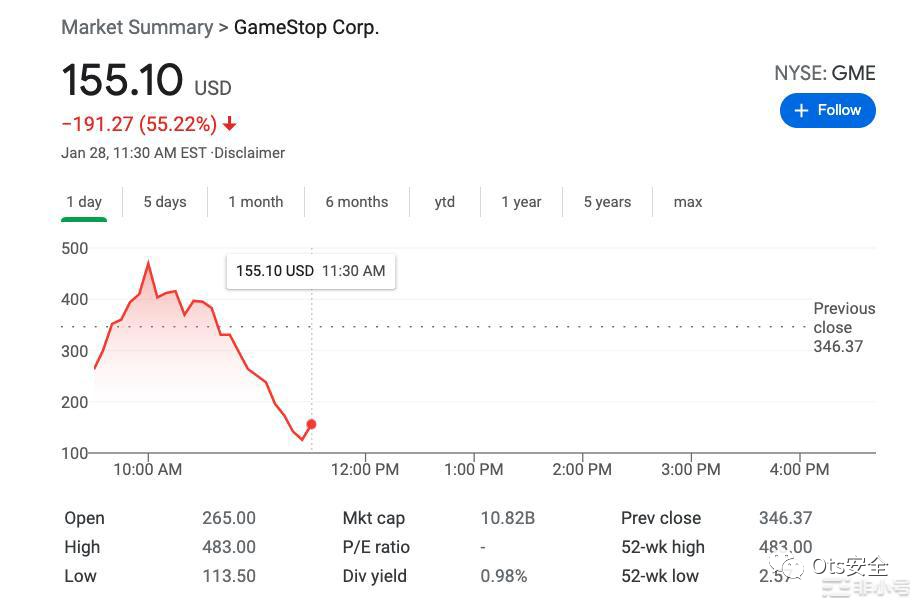 Market Summary > GameStop Corp.
155.10 USD
NYSE: GME
−191.27 (55.22%)
+ Follow
Jan 28, 11:30 AM EST ·Disclaimer
1 day 5 days 1 month 6 months ytd 1 year 5 years max
500
155.10 USD 11:30 AM
400
Previous
close
346.37
300
200
100
10:00 AM 12:00 PM 1:00 PM 2:00 PM 3:00 PM 4:00 PM
Open 265.00 Mkt cap 10.82B Prev close 346.37
High 483.00 P/E ratio - 52-wk high 483.00
Low 113.50 Div yield 0.98% 52-wk low 2.57
Ots安全
非小号